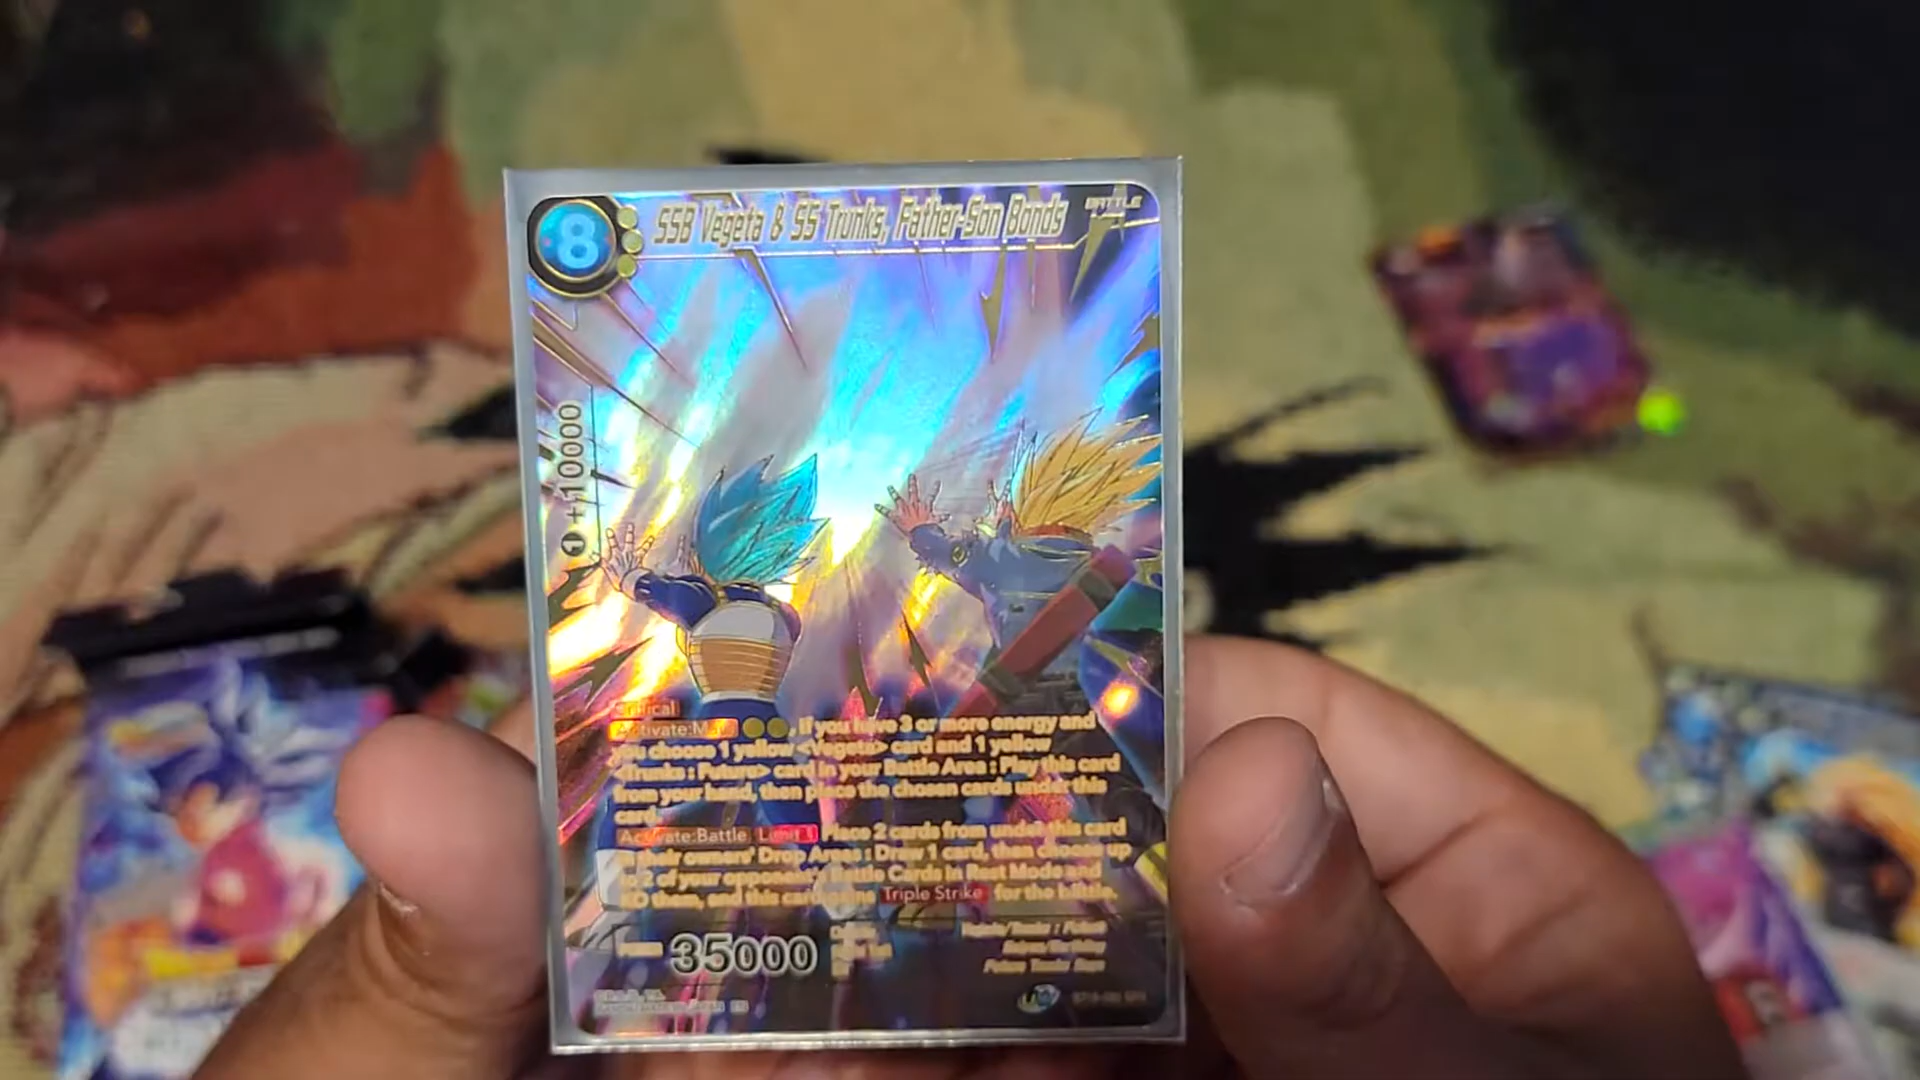 8
SSB Vegeta & SS Trunks, Father-Son Bonds
BATTLE
1 +10000
Critical
Activate:Main , If you have 3 or more energy and
you choose 1 yellow <Vegeta> card and 1 yellow
<Trunks : Future> card in your Battle Area : Play this card
from your hand, then place the chosen cards under this
card.
Activate:Battle Limit 1 Place 2 cards from under this card
in their owners' Drop Areas : Draw 1 card, then choose up
to 2 of your opponent's Battle Cards in Rest Mode and
KO them, and this card gains Triple Strike for the battle.
35000